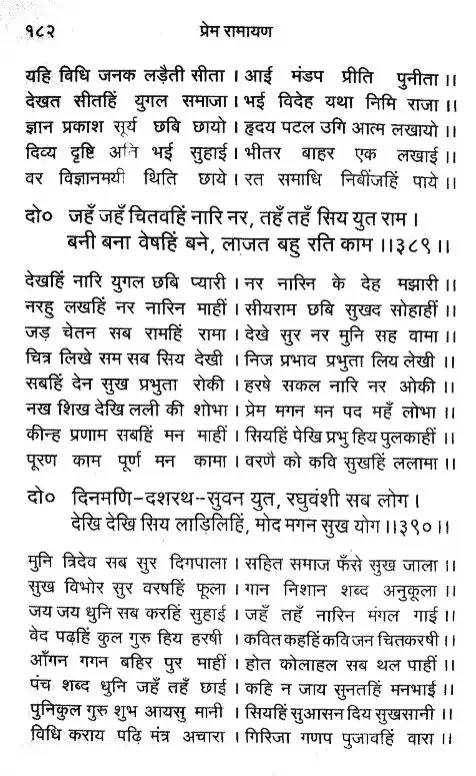 १८२ प्रेम रामायण
यहि विधि जनक लड़ैती सीता । आई मंडप प्रीति पुनीता ।।
देखत सीतहिं युगल समाजा । भई विदेह यथा निमि राजा ।।
ज्ञान प्रकाश सूर्य छबि छायो । हृदय पटल उगि आत्म लखायो ।।
दिव्य दृष्टि अति भई सुहाई । भीतर बाहर एक लखाई ।।
वर विज्ञानमयी थिति छाये । रत समाधि निबींजहिं पाये ।।
दो० जहँ जहँ चितवहिं नारि नर, तहँ तहँ सिय युत राम ।
बनी बना वेषहिं बने, लाजत बहु रति काम ।।३८९।।
देखहिं नारि युगल छबि प्यारी । नर नारिन के देह मझारी ।।
नरहु लखहिं नर नारिन माहीं । सीयराम छबि सुखद सोहाहीं ।।
जड़ चेतन सब रामहिं रामा । देखे सुर नर मुनि सह वामा ।।
चित्र लिखे सम सब सिय देखी । निज प्रभाव प्रभुता लिय लेखी ।।
सबहिं देन सुख प्रभुता रोकी । हरषे सकल नारि नर ओकी ।।
नख शिख देखि लली की शोभा । प्रेम मगन मन पद महँ लोभा ।।
कीन्ह प्रणाम सबहिं मन माहीं । सियहिं पेखि प्रभु हिय पुलकाहीं ।।
पूरण काम पूर्ण मन कामा । वरणै को कवि सुखहिं ललामा ।।
दो० दिनमणि-दशरथ-सुवन युत, रघुवंशी सब लोग ।
देखि देखि सिय लाड़िलिहिं, मोद मगन सुख योग ।।३९०।।
मुनि त्रिदेव सब सुर दिगपाला । सहित समाज फँसे सुख जाला ।।
सुख विभोर सुर वरषहिं फूला । गान निशान शब्द अनुकूला ।।
जय जय धुनि सब करहिं सुहाई । जहँ तहँ नारिन मंगल गाई ।।
वेद पढ़हिं कुल गुरु हिय हरषी । कवित कहहिं कवि जन चितकरषी ।।
आँगन गगन बहिर पुर माहीं । होत कोलाहल सब थल पाहीं ।।
पंच शब्द धुनि जहँ तहँ छाई । कहि न जाय सुनतहिं मनभाई ।।
पुनिकुल गुरु शुभ आयसु मानी । सियहिं सुआसन दिय सुखसानी ।।
विधि कराय पढ़ि मंत्र अचारा । गिरिजा गणप पुजावहिं वारा ।।